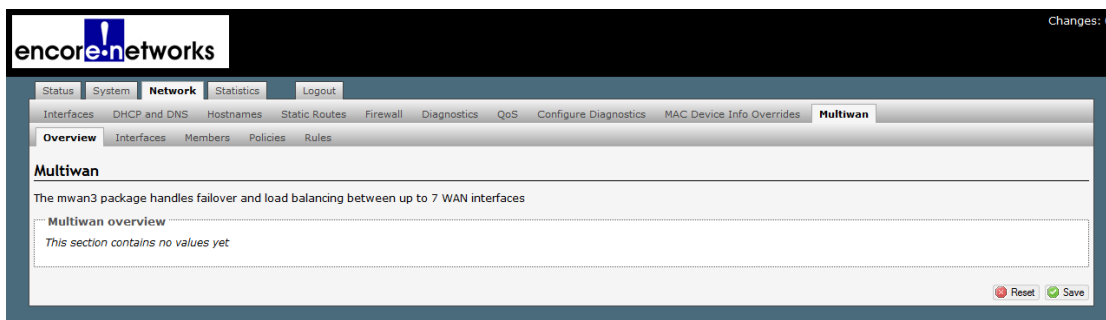 Changes:
encore!networks
Status System Network Statistics Logout
Interfaces DHCP and DNS Hostnames Static Routes Firewall Diagnostics QoS Configure Diagnostics MAC Device Info Overrides Multiwan
Overview Interfaces Members Policies Rules
Multiwan
The mwan3 package handles failover and load balancing between up to 7 WAN interfaces
Multiwan overview
This section contains no values yet
Reset Save